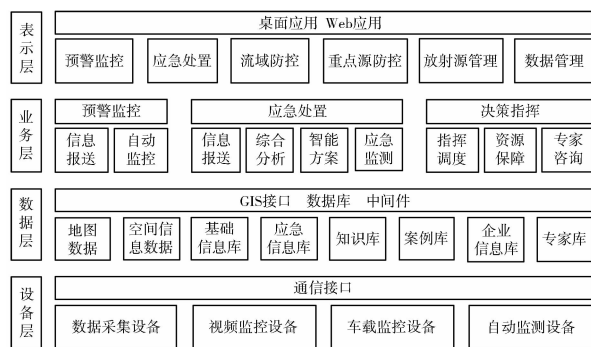 表示层
桌面应用 Web应用
预警监控
应急处置
流域防控
重点源防控
放射源管理
数据管理
业务层
预警监控
应急处置
决策指挥
信息
报送
自动
监控
信息
报送
综合
分析
智能
方案
应急
监测
指挥
调度
资源
保障
专家
咨询
数据层
GIS接口 数据库 中间件
地图
数据
空间信
息数据
基础
信息库
应急
信息库
知识库
案例库
企业
信息库
专家库
设备层
通信接口
数据采集设备
视频监控设备
车载监控设备
自动监测设备